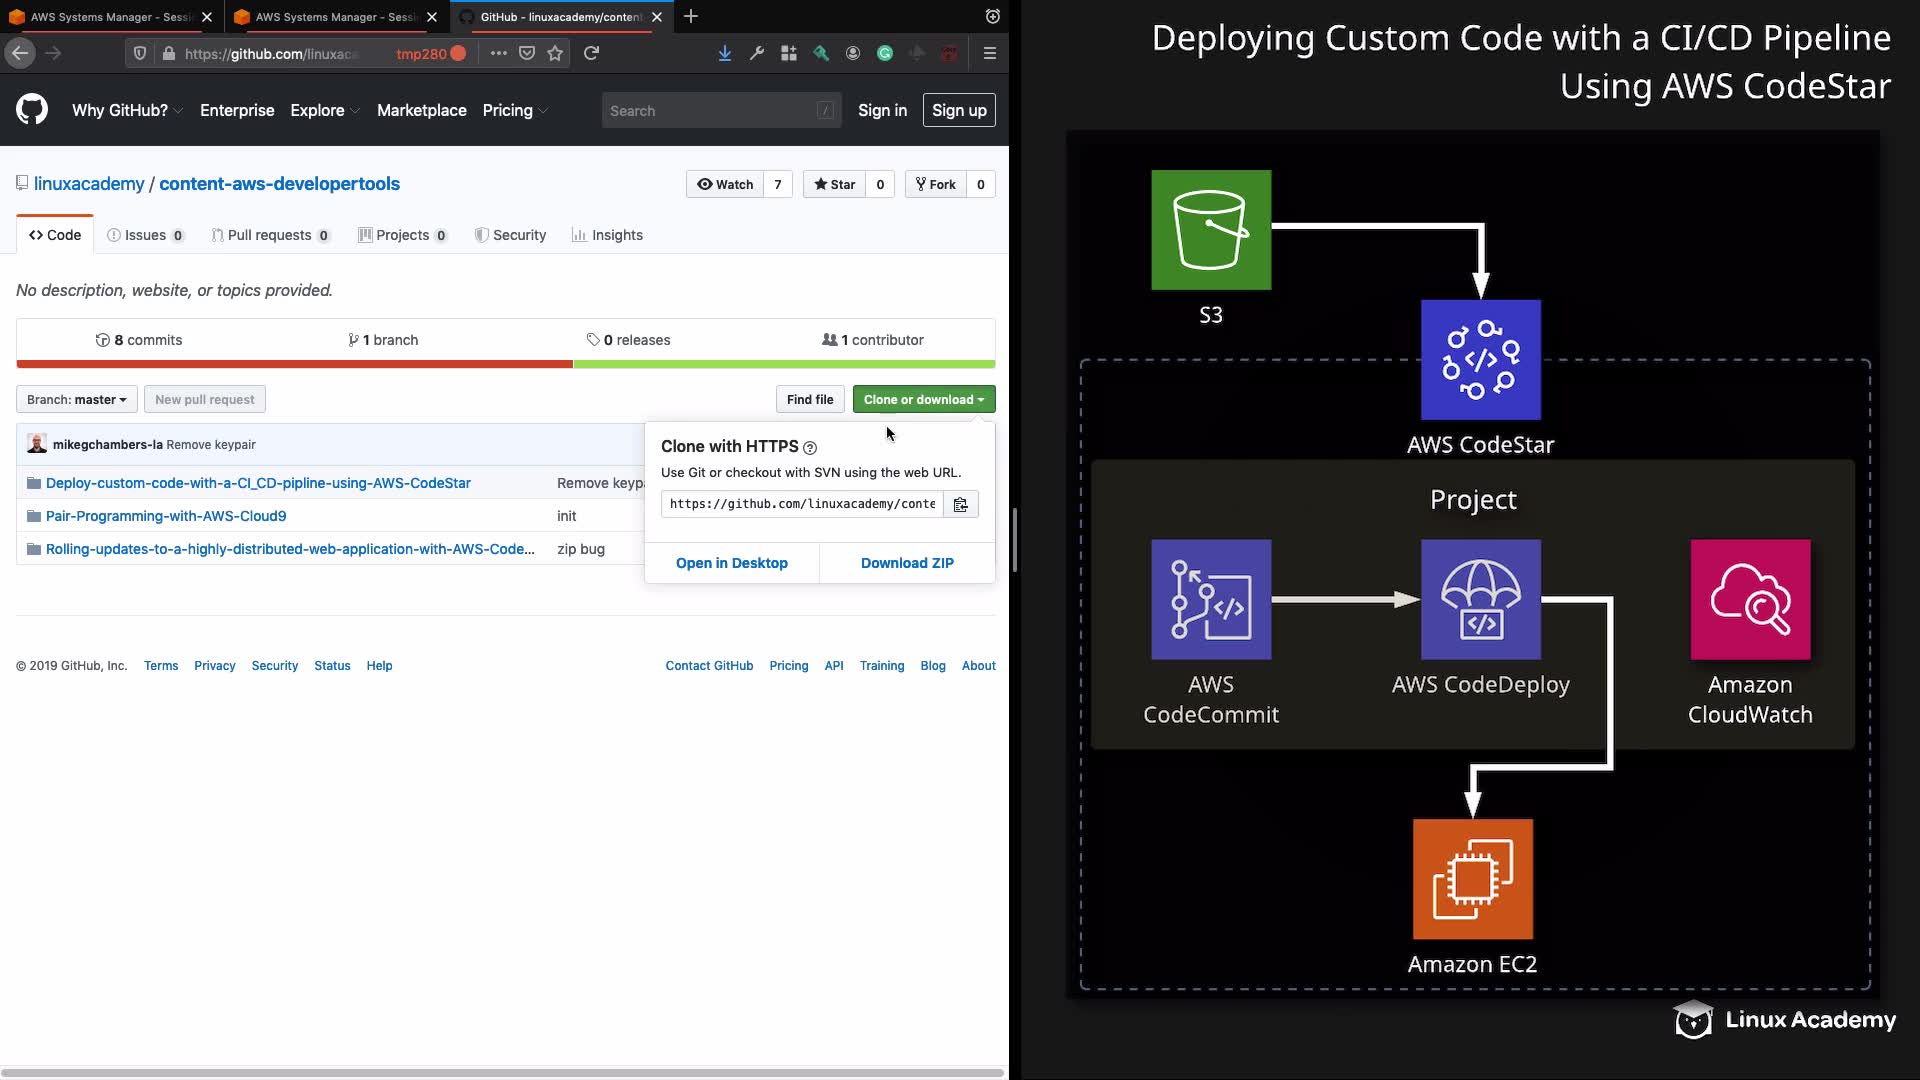 AWS Systems Manager - Sessi
AWS Systems Manager - Sessi
GitHub - linuxacademy/content
https://github.com/linuxaca
tmp280
Why GitHub?
Enterprise
Explore
Marketplace
Pricing
Search
/
Sign in
Sign up
linuxacademy / content-aws-developertools
Watch 7
Star 0
Fork 0
Code
Issues 0
Pull requests 0
Projects 0
Security
Insights
No description, website, or topics provided.
8 commits
1 branch
0 releases
1 contributor
Branch: master
New pull request
Find file
Clone or download
mikegchambers-la Remove keypair
Deploy-custom-code-with-a-CI_CD-pipline-using-AWS-CodeStar
Remove keypa
Pair-Programming-with-AWS-Cloud9
init
Rolling-updates-to-a-highly-distributed-web-application-with-AWS-Code...
zip bug
Clone with HTTPS ?
Use Git or checkout with SVN using the web URL.
https://github.com/linuxacademy/conte
Open in Desktop
Download ZIP
© 2019 GitHub, Inc.
Terms
Privacy
Security
Status
Help
Contact GitHub
Pricing
API
Training
Blog
About
Deploying Custom Code with a CI/CD Pipeline
Using AWS CodeStar
S3
AWS CodeStar
Project
AWS
CodeCommit
AWS CodeDeploy
Amazon
CloudWatch
Amazon EC2
Linux Academy